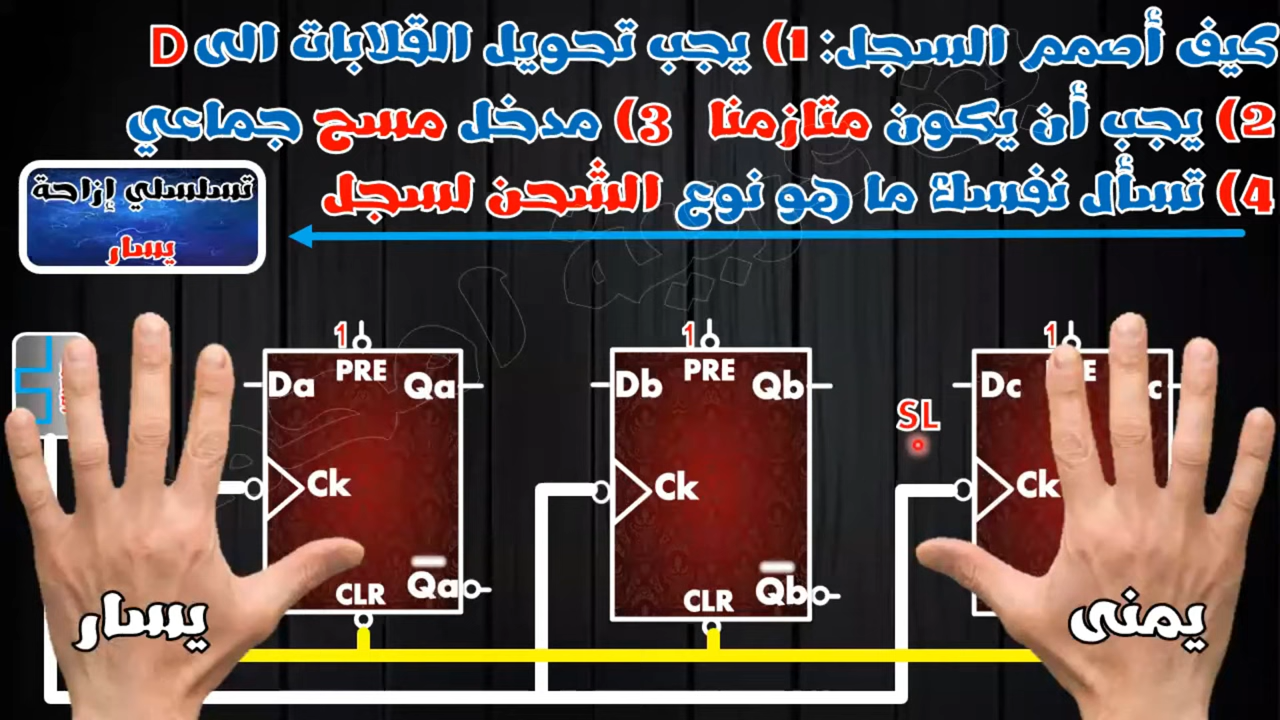 كيف أصمم السجل: 1) يجب تحويل القلابات الى D
2) يجب أن يكون متازمنا 3) مدخل مسح جماعي
4) تسأل نفسك ما هو نوع الشحن لسجل
تسلسلي إزاحة
يسار
1
PRE
Da
Qa
Ck
CLR
Qa
1
PRE
Db
Qb
Ck
CLR
Qb
SL
1
E
Dc
c
Ck
يسار
يمنى